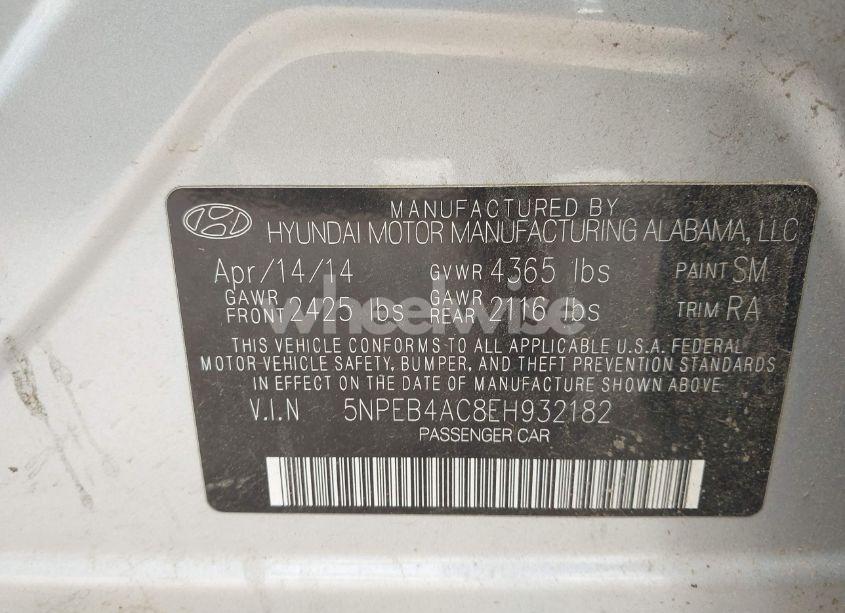 MANUFACTURED BY
HYUNDAI MOTOR MANUFACTURING ALABAMA, LLC
Apr/14/14 GVWR 4365 lbs PAINT SM
GAWR FRONT 2425 lbs GAWR REAR 2116 lbs TRIM RA
wheelwise
THIS VEHICLE CONFORMS TO ALL APPLICABLE U.S.A. FEDERAL
MOTOR-VEHICLE SAFETY, BUMPER, AND THEFT PREVENTION STANDARDS
IN EFFECT ON THE DATE OF MANUFACTURE SHOWN ABOVE.
V.I.N 5NPEB4AC8EH932182
PASSENGER CAR